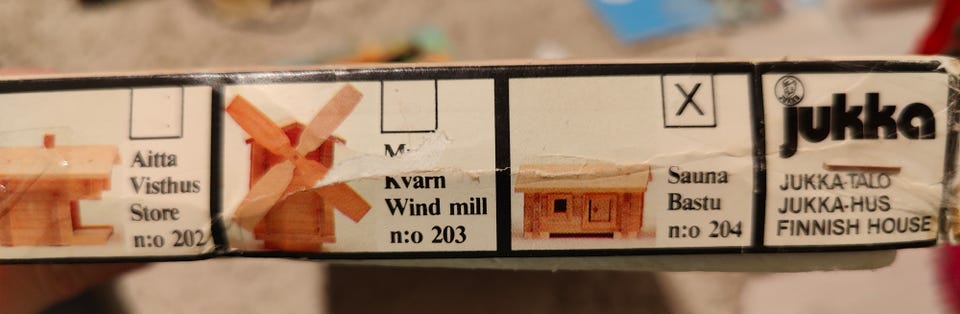 Aitta
Visthus
Store
n:o 202
Kvarn
Wind mill
n:o 203
X
Sauna
Bastu
n:o 204
jukka
JUKKA-TALO
JUKKA-HUS
FINNISH HOUSE